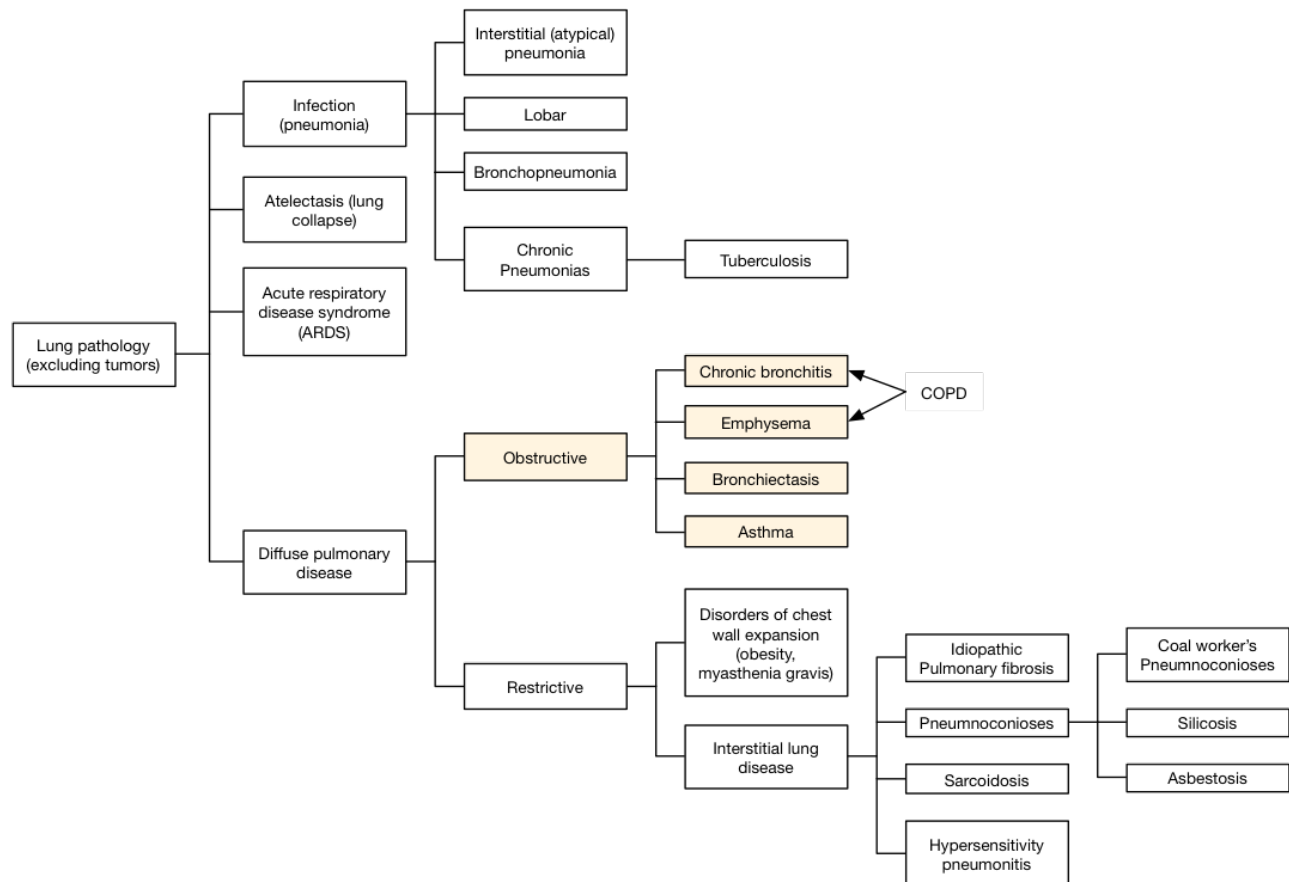 Lung pathology
(excluding tumors)
Infection
(pneumonia)
Atelectasis (lung
collapse)
Acute respiratory
disease syndrome
(ARDS)
Diffuse pulmonary
disease
Interstitial (atypical)
pneumonia
Lobar
Bronchopneumonia
Chronic
Pneumonias
Tuberculosis
Obstructive
Chronic bronchitis
Emphysema
Bronchiectasis
Asthma
COPD
Restrictive
Disorders of chest
wall expansion
(obesity,
myasthenia gravis)
Interstitial lung
disease
Idiopathic
Pulmonary fibrosis
Pneumnoconioses
Sarcoidosis
Hypersensitivity
pneumonitis
Coal worker’s
Pneumnoconioses
Silicosis
Asbestosis